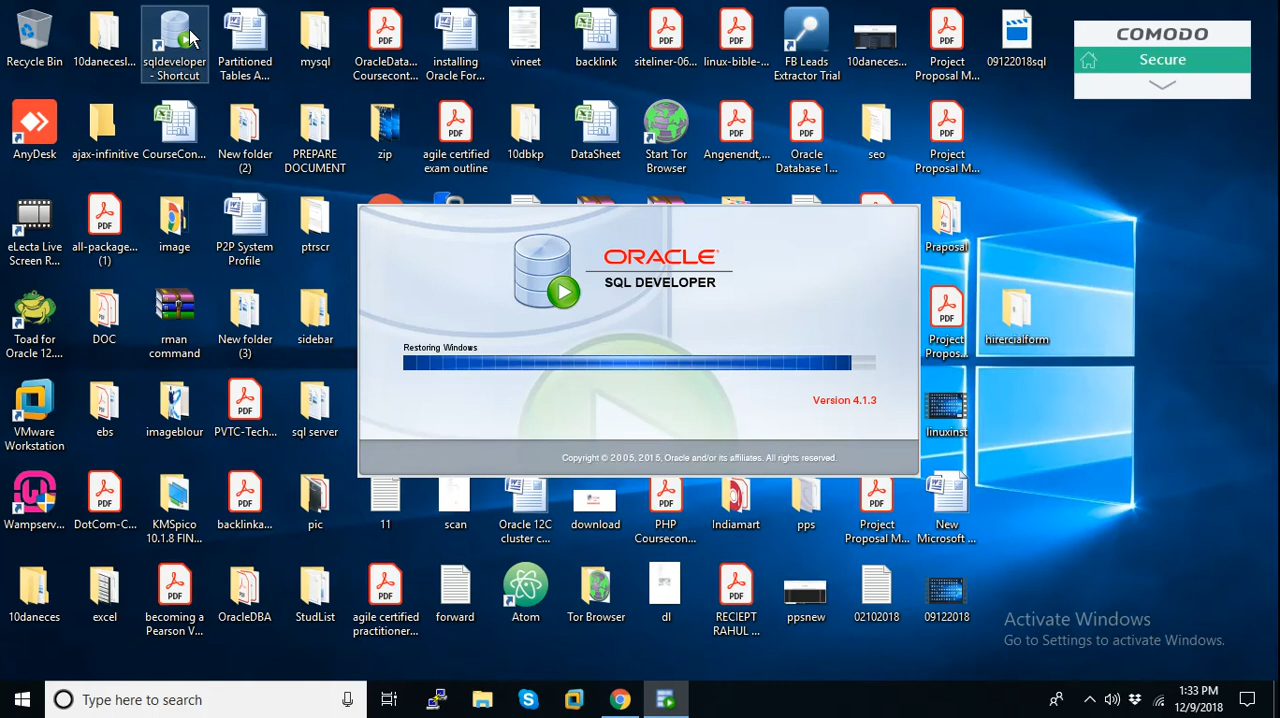 Recycle Bin
10danecesl...
sqldeveloper
- Shortcut
Partitioned
Tables A...
mysql
OracleData...
Coursecont...
installing
Oracle For...
vineet
backlink
siteliner-06...
linux-bible-...
FB Leads
Extractor Trial
10daneces...
Project
Proposal M...
09122018sql
COMODO
Secure
AnyDesk
ajax-infinitive
CourseCon...
New folder
(2)
PREPARE
DOCUMENT
zip
agile certified
exam outline
10dbkp
DataSheet
Start Tor
Browser
Angenendt,...
Oracle
Database 1...
seo
Project
Proposal M...
eLecta Live
Screen R...
all-package...
(1)
image
P2P System
Profile
ptrscr
Praposal
ORACLE
SQL DEVELOPER
Restoring Windows
Version 4.1.3
Copyright © 2005, 2015, Oracle and/or its affiliates. All rights reserved.
Toad for
Oracle 12....
DOC
rman
command
New folder
(3)
sidebar
Project
Propos...
hirercialform
VMware
Workstation
ebs
imageblour
PVTC-Tech...
sql server
linuxinst
Wampserv...
DotCom-C...
KMSpico
10.1.8 FIN...
backlinka...
pic
11
scan
Oracle 12C
cluster c...
download
PHP
Coursecon...
Indiamart
pps
Project
Proposal M...
New
Microsoft ...
10daneces
excel
becoming a
Pearson V...
OracleDBA
StudList
agile certified
practitioner...
forward
Atom
Tor Browser
dl
RECIEPT
RAHUL ...
ppsnew
02102018
09122018
Activate Windows
Go to Settings to activate Windows.
Type here to search
1:33 PM
12/9/2018